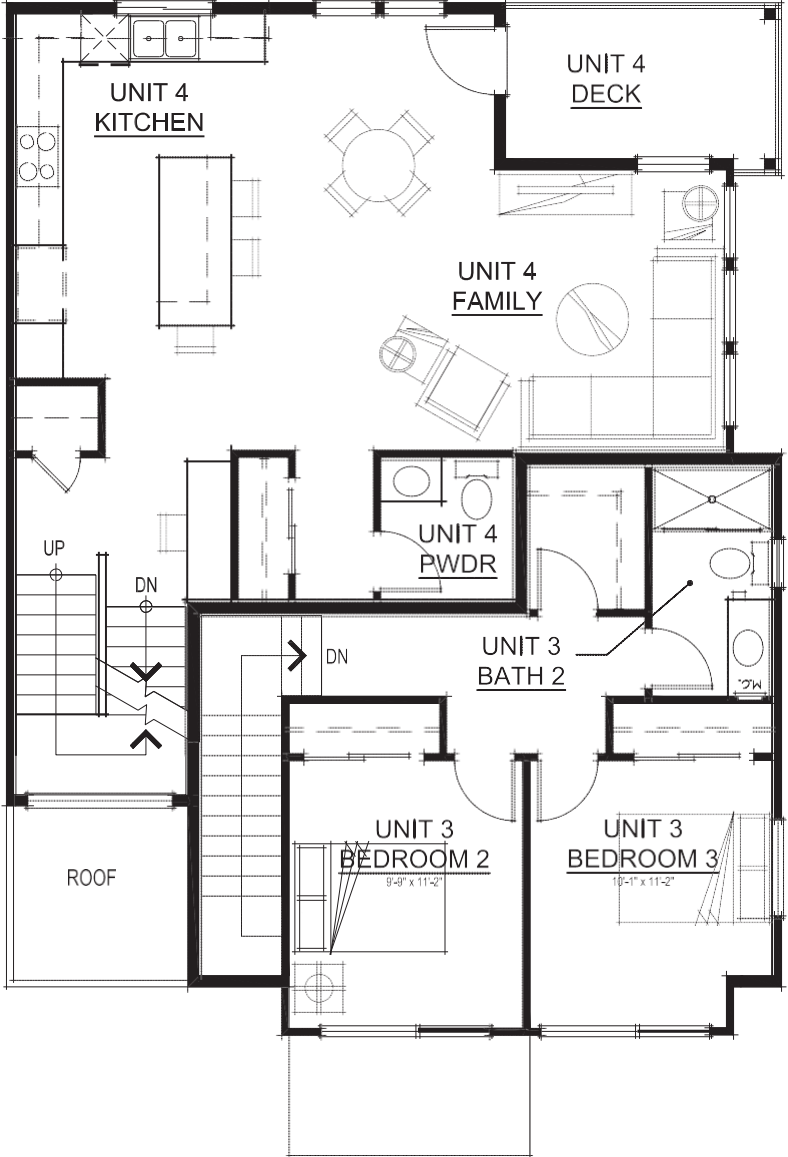 UNIT 4
DECK
UNIT 4
KITCHEN
UNIT 4
FAMILY
UNIT 4
PWDR
UP
DN
UNIT 3
BATH 2
DN
M.C.
UNIT 3
BEDROOM 2
9'-9" x 11'-2"
UNIT 3
BEDROOM 3
10'-1" x 11'-2"
ROOF